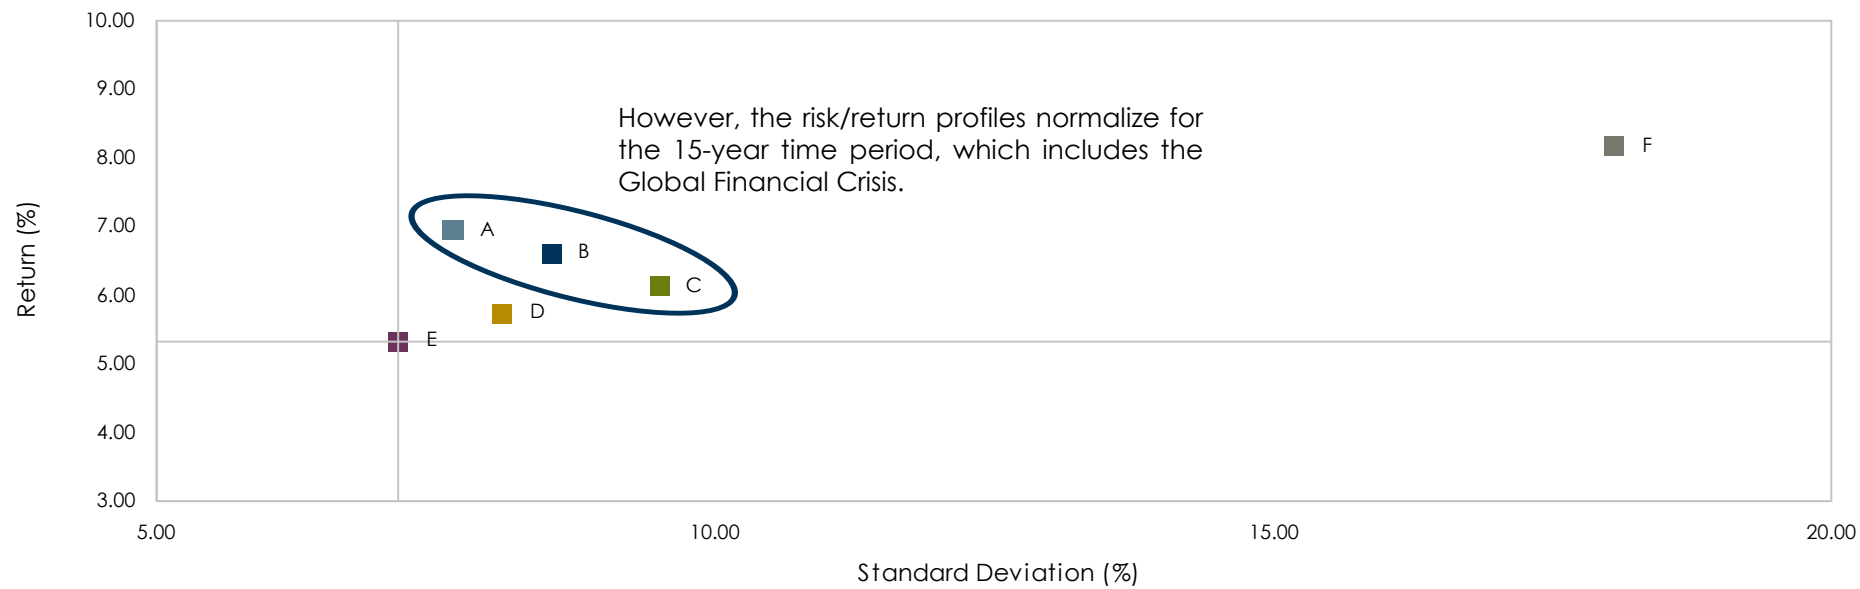 10.00
9.00
However, the risk/return profiles normalize for
the 15-year time period, which includes the
Global Financial Crisis.
8.00
F
7.00
A
B
6.00
C
D
E
5.00
4.00
3.00
Return (%)
5.00 10.00 15.00 20.00
Standard Deviation (%)